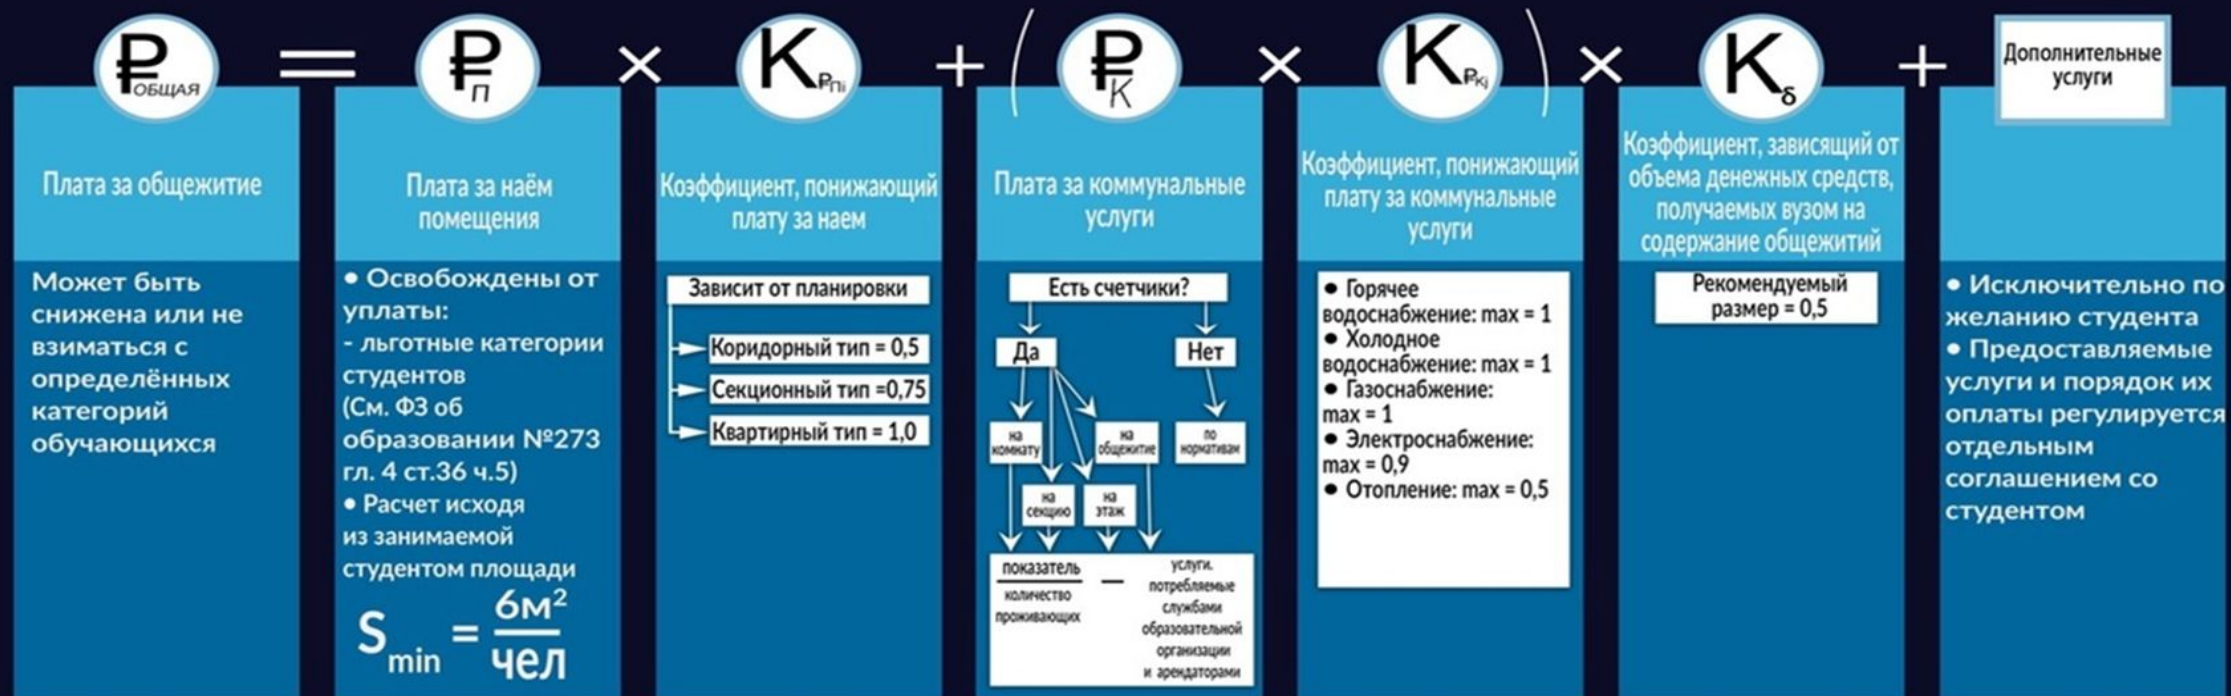 ₽ОБЩАЯ = ₽П × К₽Пi + (₽К × К₽Кj) × Кδ + Дополнительные
услуги
Плата за общежитие
Может быть
снижена или не
взиматься с
определённых
категорий
обучающихся
Плата за наём
помещения
• Освобождены от
уплаты:
- льготные категории
студентов
(См. ФЗ об
образовании №273
гл. 4 ст.36 ч.5)
• Расчет исходя
из занимаемой
студентом площади
Smin = 6м²
чел
Коэффициент, понижающий
плату за наем
Зависит от планировки
Коридорный тип = 0,5
Секционный тип =0,75
Квартирный тип = 1,0
Плата за коммунальные
услуги
Есть счетчики?
Да
Нет
на
комнату
на
общежитие
по
нормативам
на
секцию
на
этаж
показатель
количество
проживающих
—
услуги.
потребляемые
службами
образовательной
организации
и арендаторами
Коэффициент, понижающий
плату за коммунальные
услуги
• Горячее
водоснабжение: max = 1
• Холодное
водоснабжение: max = 1
• Газоснабжение:
max = 1
• Электроснабжение:
max = 0,9
• Отопление: max = 0,5
Коэффициент, зависящий от
объема денежных средств,
получаемых вузом на
содержание общежитий
Рекомендуемый
размер = 0,5
• Исключительно по
желанию студента
• Предоставляемые
услуги и порядок их
оплаты регулируется
отдельным
соглашением со
студентом